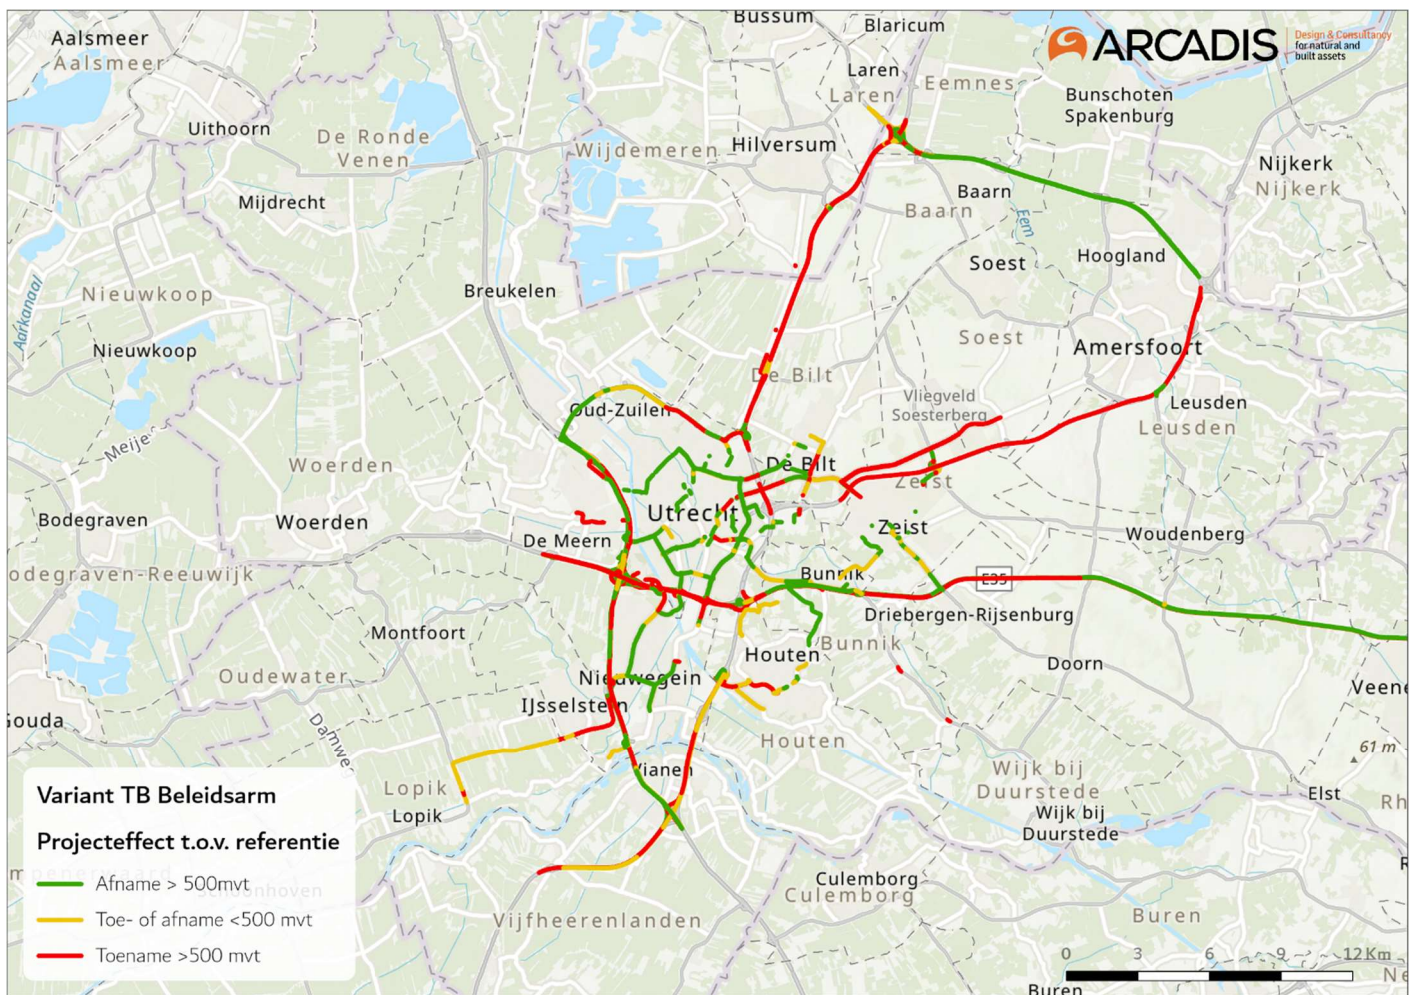 Bussum
Blaricum
Aalsmeer
Aalsmeer
ARCADIS
Design & Consultancy
for natural and
built assets
Laren
Laren
Eemnes
Bunschoten
Spakenburg
Uithoorn
De Ronde
Venen
Wijdemeren
Hilversum
Nijkerk
Nijkerk
Mijdrecht
Baarn
Baarn
Eem
Hoogland
Soest
Breukelen
Nieuwkoop
Aarkanaal
Nieuwkoop
Soest
Amersfoort
De Bilt
Vliegveld
Soesterberg
Leusden
Leusden
Oud-Zuilen
Meije
Woerden
De Bilt
Zeist
Bodegraven
Woerden
Utrecht
De Meern
Zeist
Woudenberg
odegraven-Reeuwijk
Bunnik
E35
Driebergen-Rijsenburg
Montfoort
Bunnik
Houten
Doorn
Oudewater
Nieuwegein
Veene
IJsselstein
Gouda
Damweg
Houten
61 m
Vianen
Wijk bij
Duurstede
Lopik
Lopik
Elst
Rh
Wijk bij
Duurstede
Variant TB Beleidsarm
Projecteffect t.o.v. referentie
Afname > 500mvt
Toe- of afname <500 mvt
Toename >500 mvt
Culemborg
Culemborg
Vijfheerenlanden
Buren
0 3 6 9 12 Km
Buren
Ne